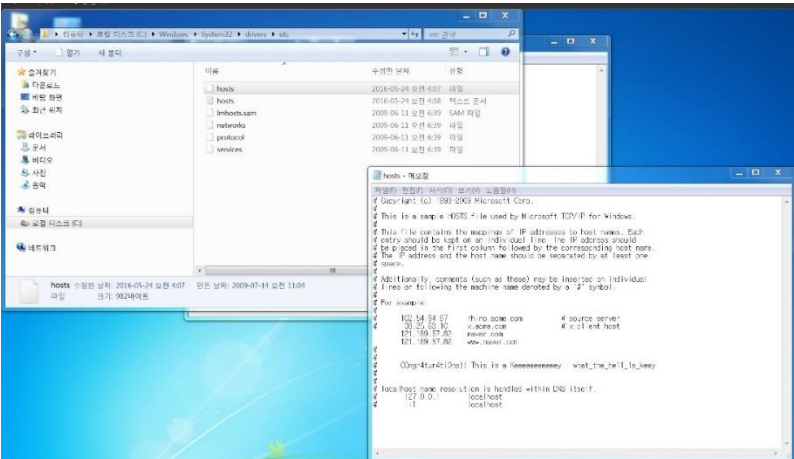 컴퓨터 ▸ 로컬 디스크 (C:) ▸ Windows ▸ System32 ▸ drivers ▸ etc
etc 검색
구성 열기 새 폴더
이름 수정한 날짜 유형
즐겨찾기
다운로드
바탕 화면
최근 위치
라이브러리
문서
비디오
사진
음악
컴퓨터
로컬 디스크 (C:)
네트워크
hosts 2016-05-24 오전 4:07 파일
hosts 2016-05-24 오전 4:08 텍스트 문서
lmhosts.sam 2009-06-11 오전 6:39 SAM 파일
networks 2009-06-11 오전 6:39 파일
protocol 2009-06-11 오전 6:39 파일
services 2009-06-11 오전 6:39 파일
hosts 수정한 날짜: 2016-05-24 오전 4:07 만든 날짜: 2009-07-14 오전 11:04
파일 크기: 982바이트
hosts - 메모장
파일(F) 편집(E) 서식(O) 보기(V) 도움말(H)
# Copyright (c) 1993-2009 Microsoft Corp.
#
# This is a sample HOSTS file used by Microsoft TCP/IP for Windows.
#
# This file contains the mappings of IP addresses to host names. Each
# entry should be kept on an individual line. The IP address should
# be placed in the first column followed by the corresponding host name.
# The IP address and the host name should be separated by at least one
# space.
#
# Additionally, comments (such as these) may be inserted on individual
# lines or following the machine name denoted by a '#' symbol.
#
# For example:
#
# 102.54.94.97 rhino.acme.com # source server
# 38.25.63.10 x.acme.com # x client host
121.189.57.82 naver.com
121.189.57.82 www.naver.com
#
#
# what_the_hell_1s_keay
#
# localhost name resolution is handled within DNS itself.
# 127.0.0.1 localhost
# ::1 localhost